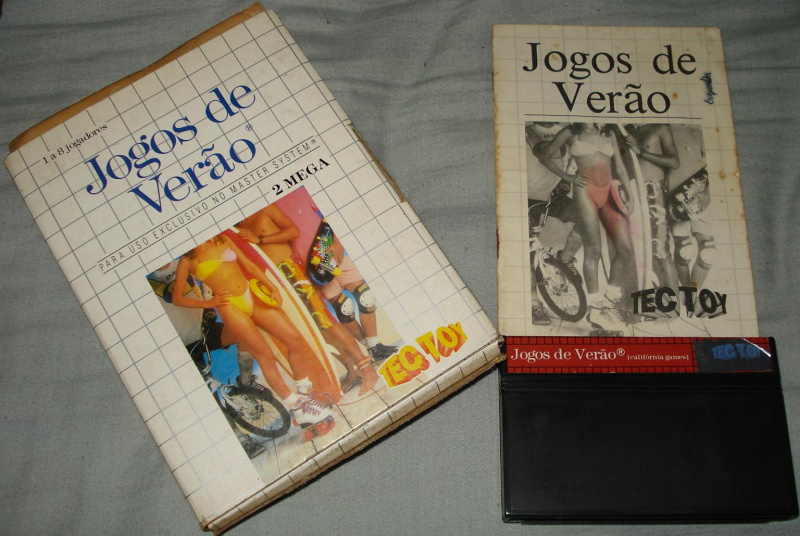 1 a 8 jogadores
Jogos de
Verão®
PARA USO EXCLUSIVO NO MASTER SYSTEM®
2 MEGA
TEC TOY
Jogos de
Verão
TEC TOY
Jogos de Verão® (califórnia games)
TEC TOY